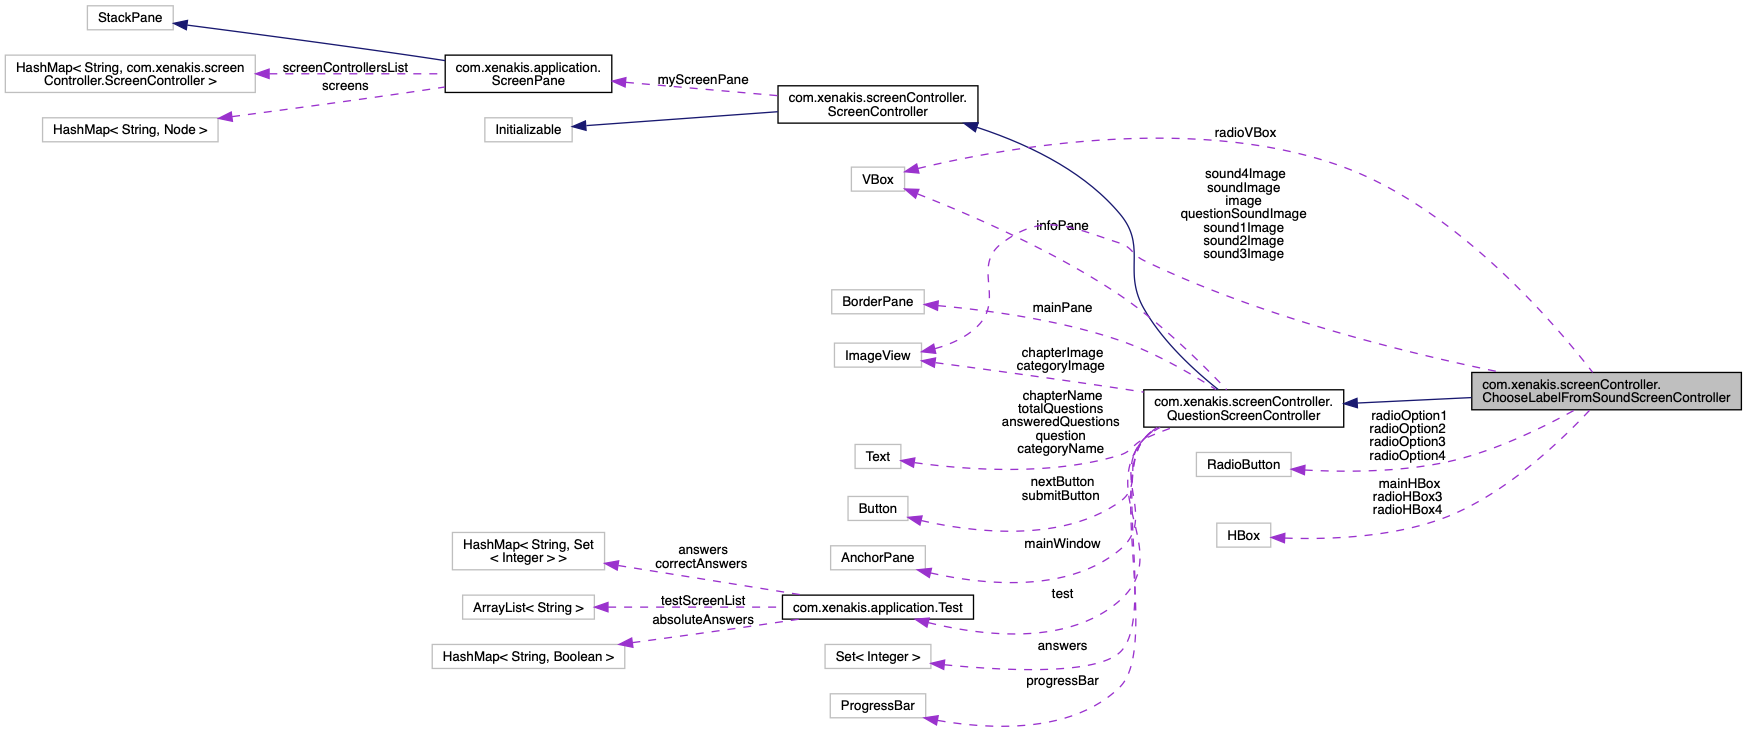 StackPane
HashMap< String, com.xenakis.screen
Controller.ScreenController >
screenControllersList
screens
HashMap< String, Node >
com.xenakis.application.
ScreenPane
myScreenPane
Initializable
com.xenakis.screenController.
ScreenController
radioVBox
VBox
sound4Image
soundImage
image
questionSoundImage
sound1Image
sound2Image
sound3Image
infoPane
BorderPane
mainPane
ImageView
chapterImage
categoryImage
com.xenakis.screenController.
QuestionScreenController
com.xenakis.screenController.
ChooseLabelFromSoundScreenController
chapterName
totalQuestions
answeredQuestions
question
categoryName
Text
radioOption1
radioOption2
radioOption3
radioOption4
RadioButton
nextButton
submitButton
Button
mainHBox
radioHBox3
radioHBox4
HBox
mainWindow
AnchorPane
HashMap< String, Set
< Integer > >
answers
correctAnswers
ArrayList< String >
testScreenList
com.xenakis.application.Test
test
absoluteAnswers
HashMap< String, Boolean >
Set< Integer >
answers
progressBar
ProgressBar